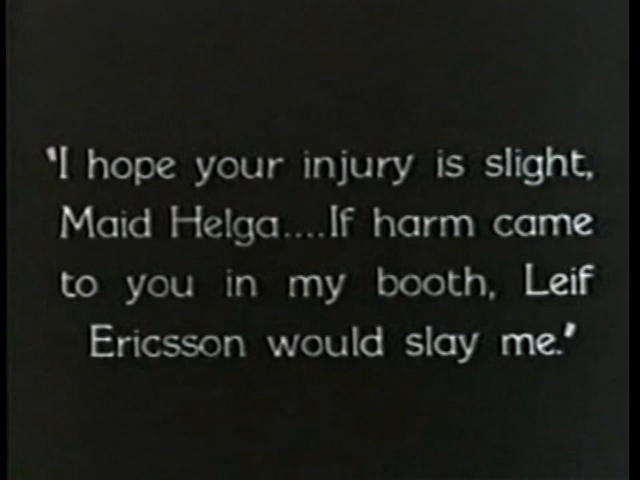 "I hope your injury is slight,
Maid Helga....If harm came
to you in my booth, Leif
Ericsson would slay me."